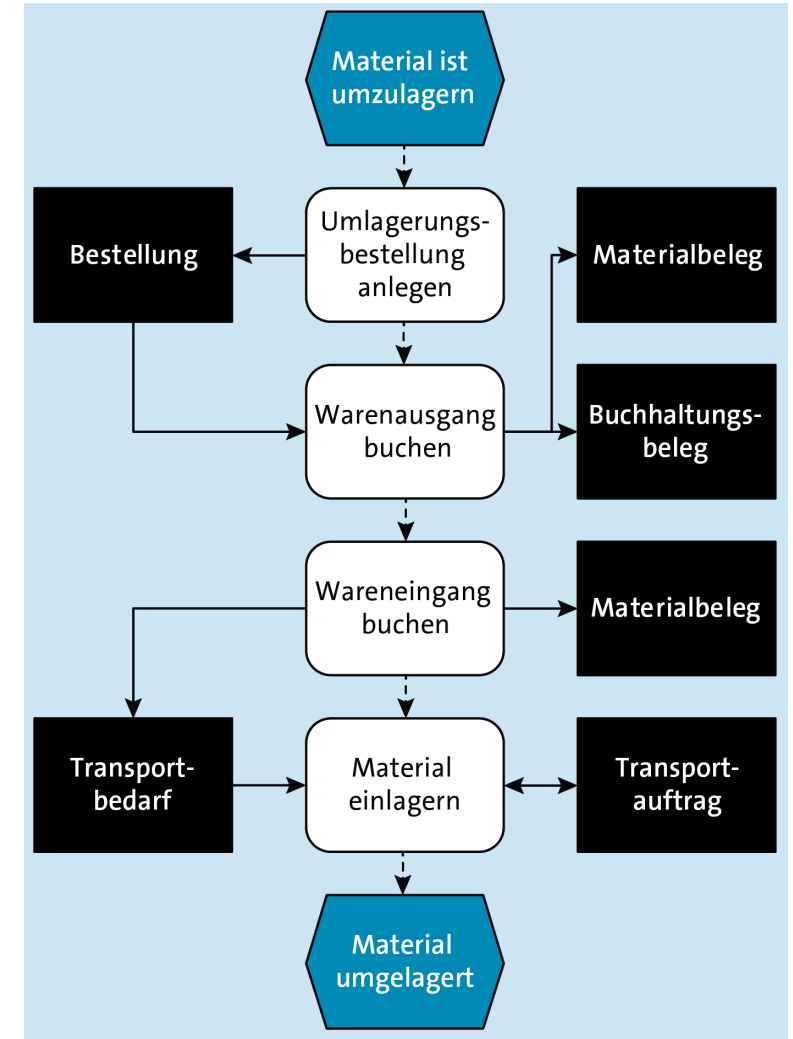 Material ist
umzulagern
Bestellung
Umlagerungs-
bestellung
anlegen
Materialbeleg
Warenausgang
buchen
Buchhaltungs-
beleg
Wareneingang
buchen
Materialbeleg
Transport-
bedarf
Material
einlagern
Transport-
auftrag
Material
umgelagert